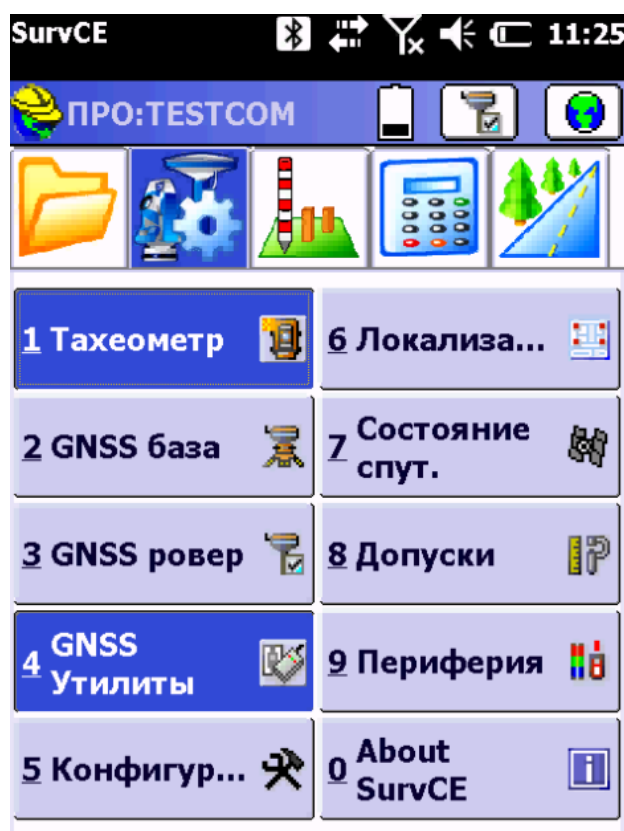 SurvCE 11:25
ПРО:TESTCOM
1 Тахеометр
2 GNSS база
3 GNSS ровер
4 GNSS
Утилиты
5 Конфигур...
6 Локализа...
7 Состояние
спут.
8 Допуски
9 Периферия
0 About
SurvCE